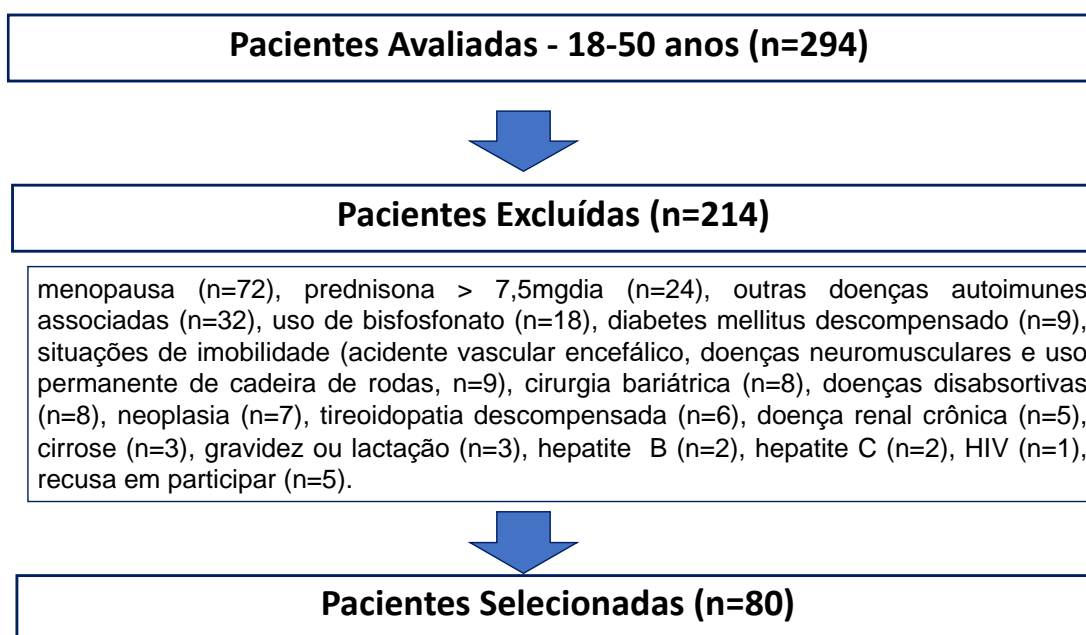 Pacientes Avaliadas - 18-50 anos (n=294)
Pacientes Excluídas (n=214)
menopausa (n=72), prednisona > 7,5mgdia (n=24), outras doenças autoimunes
associadas (n=32), uso de bisfosfonato (n=18), diabetes mellitus descompensado (n=9),
situações de imobilidade (acidente vascular encefálico, doenças neuromusculares e uso
permanente de cadeira de rodas, n=9), cirurgia bariátrica (n=8), doenças disabsortivas
(n=8), neoplasia (n=7), tireoidopatia descompensada (n=6), doença renal crônica (n=5),
cirrose (n=3), gravidez ou lactação (n=3), hepatite B (n=2), hepatite C (n=2), HIV (n=1),
recusa em participar (n=5).
Pacientes Selecionadas (n=80)